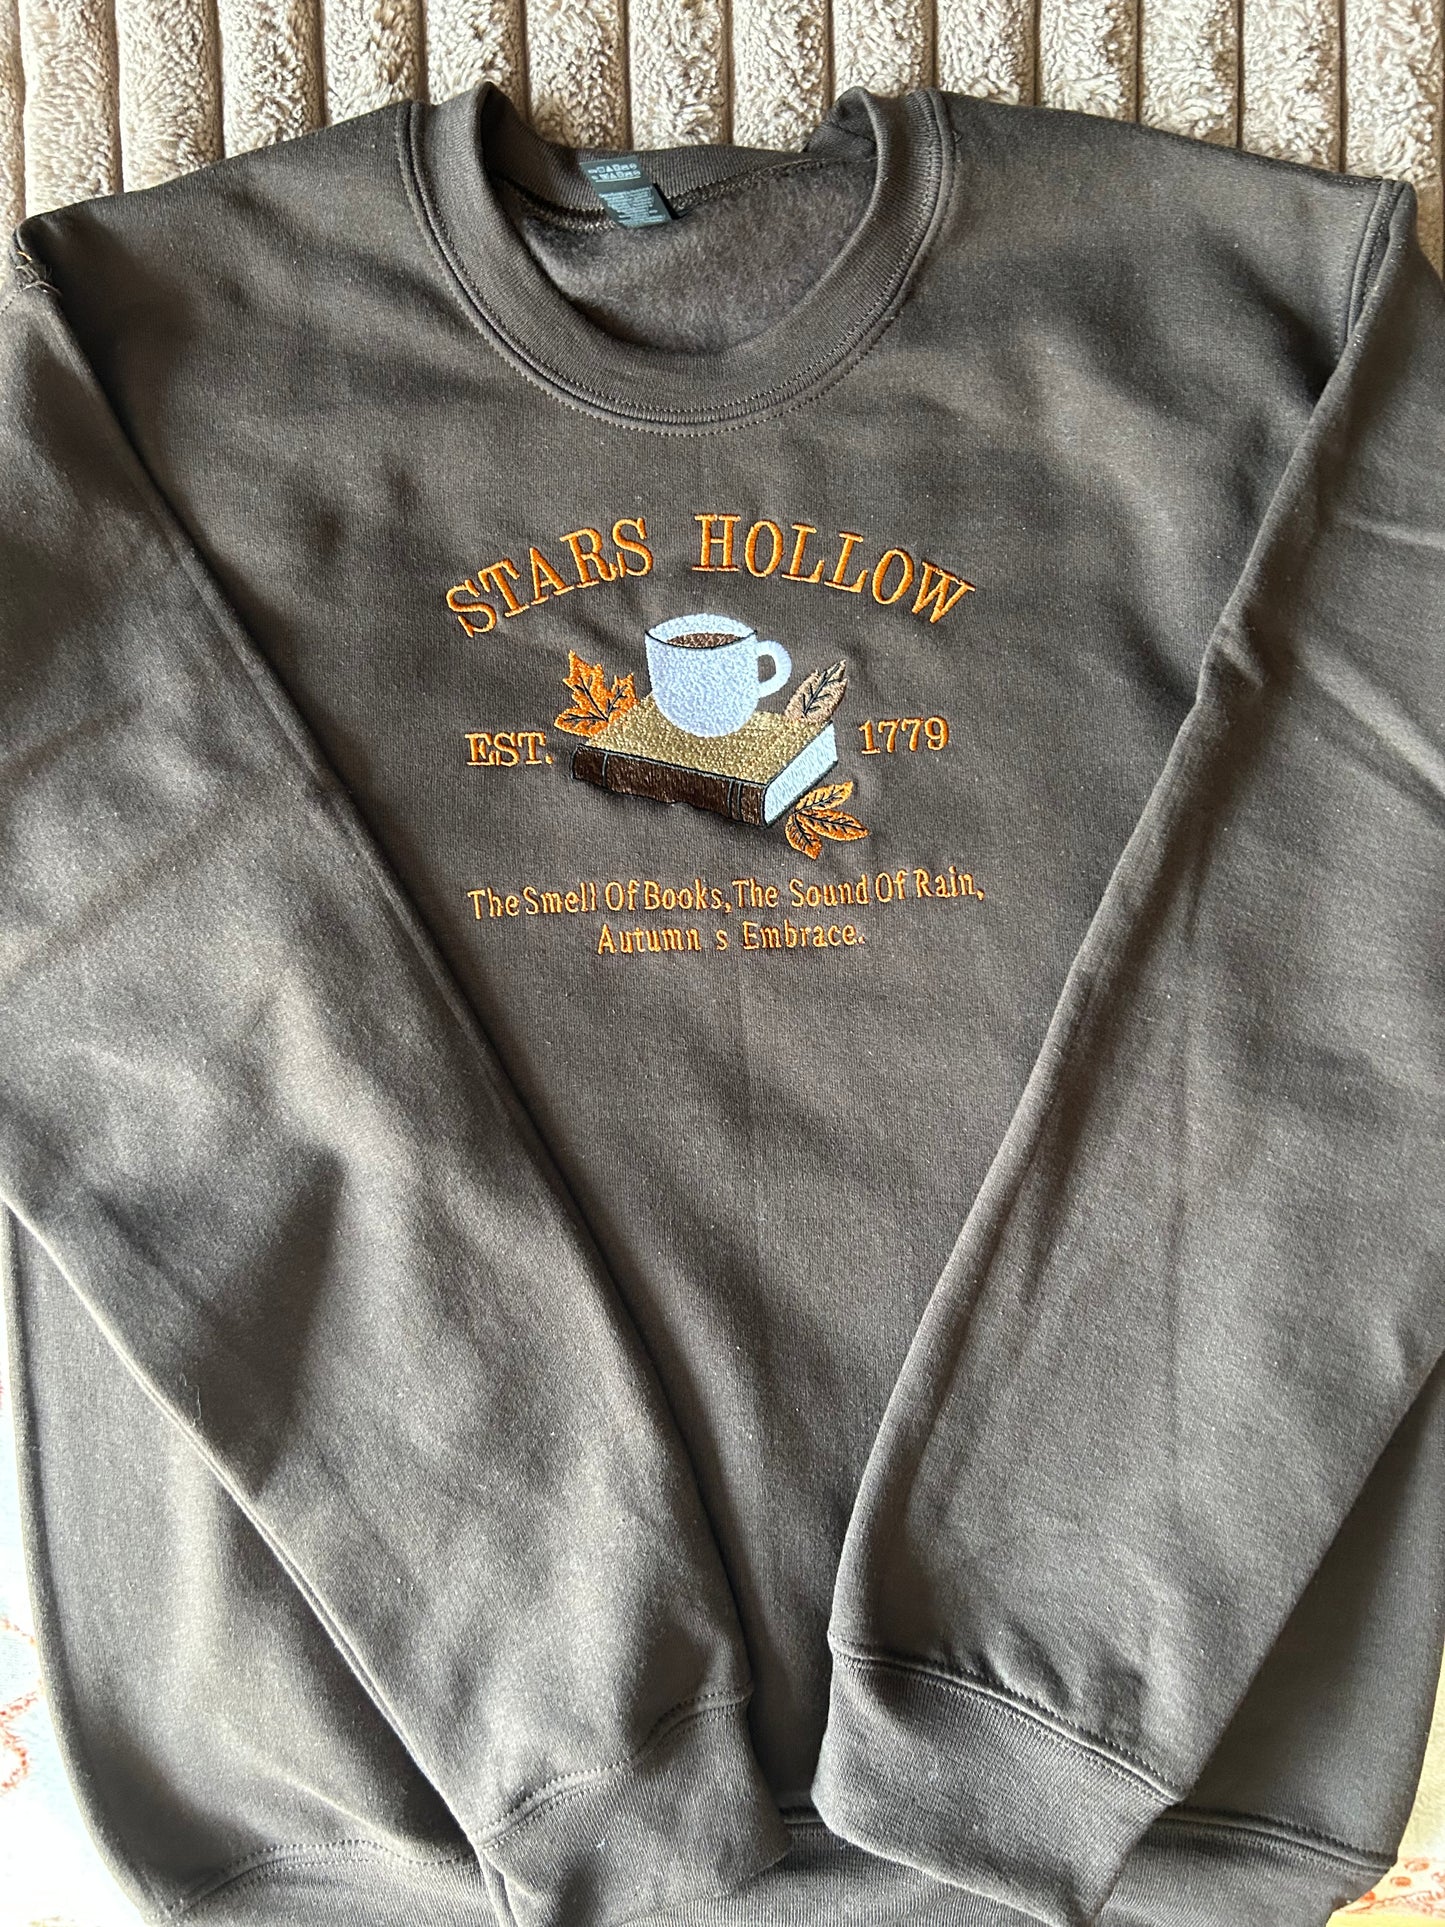 STARS HOLLOW
EST. 1779
The Smell Of Books, The Sound Of Rain,
Autumn s Embrace.